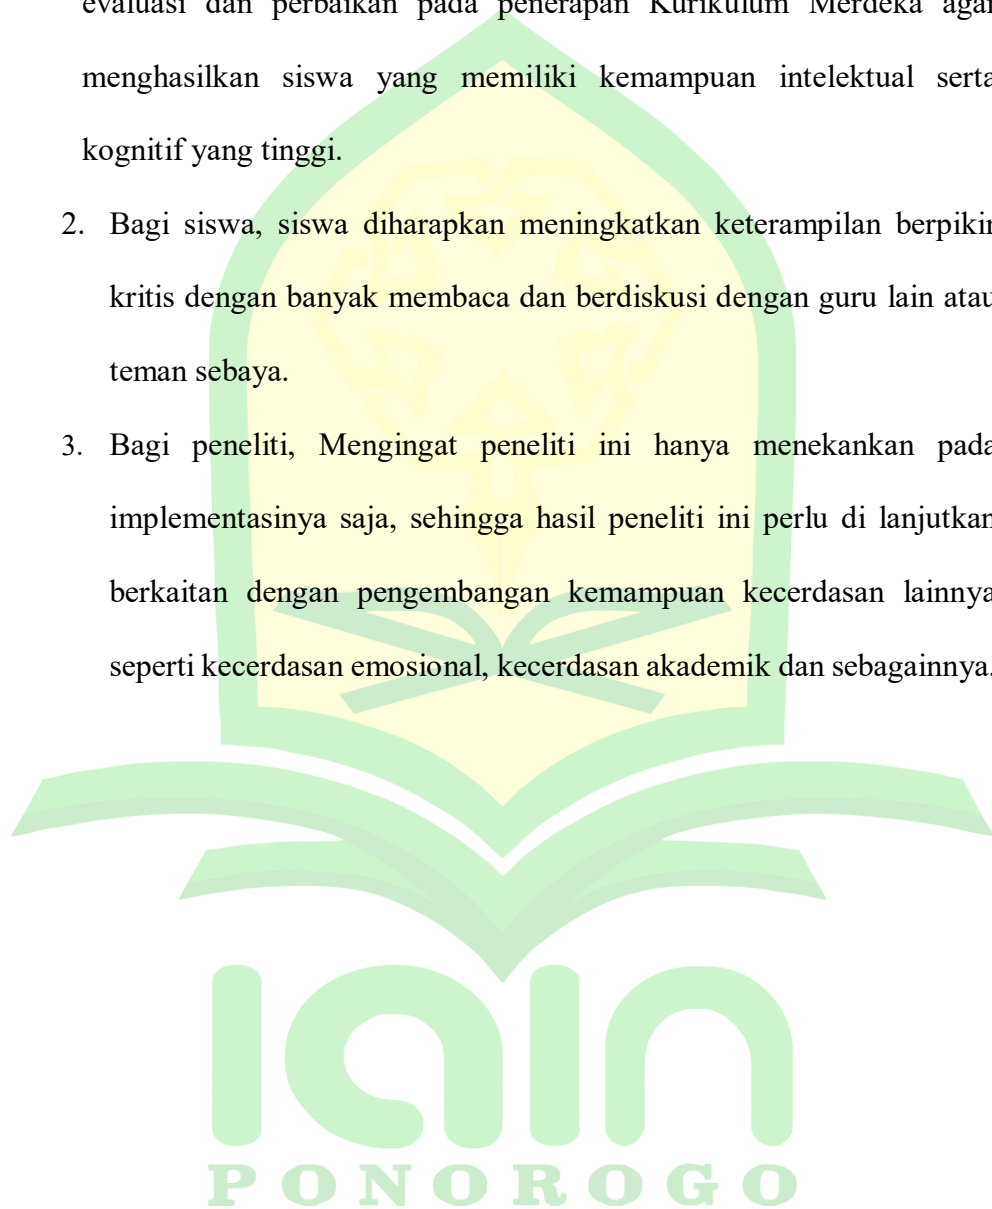 evaluasi dan perbaikan pada penerapan Kurikulum Merdeka agar
menghasilkan siswa yang memiliki kemampuan intelektual serta
kognitif yang tinggi.
2. Bagi siswa, siswa diharapkan meningkatkan keterampilan berpikir
kritis dengan banyak membaca dan berdiskusi dengan guru lain atau
teman sebaya.
3. Bagi peneliti, Mengingat peneliti ini hanya menekankan pada
implementasinya saja, sehingga hasil peneliti ini perlu di lanjutkan
berkaitan dengan pengembangan kemampuan kecerdasan lainnya
seperti kecerdasan emosional, kecerdasan akademik dan sebagainnya.
iain
PONOROGO